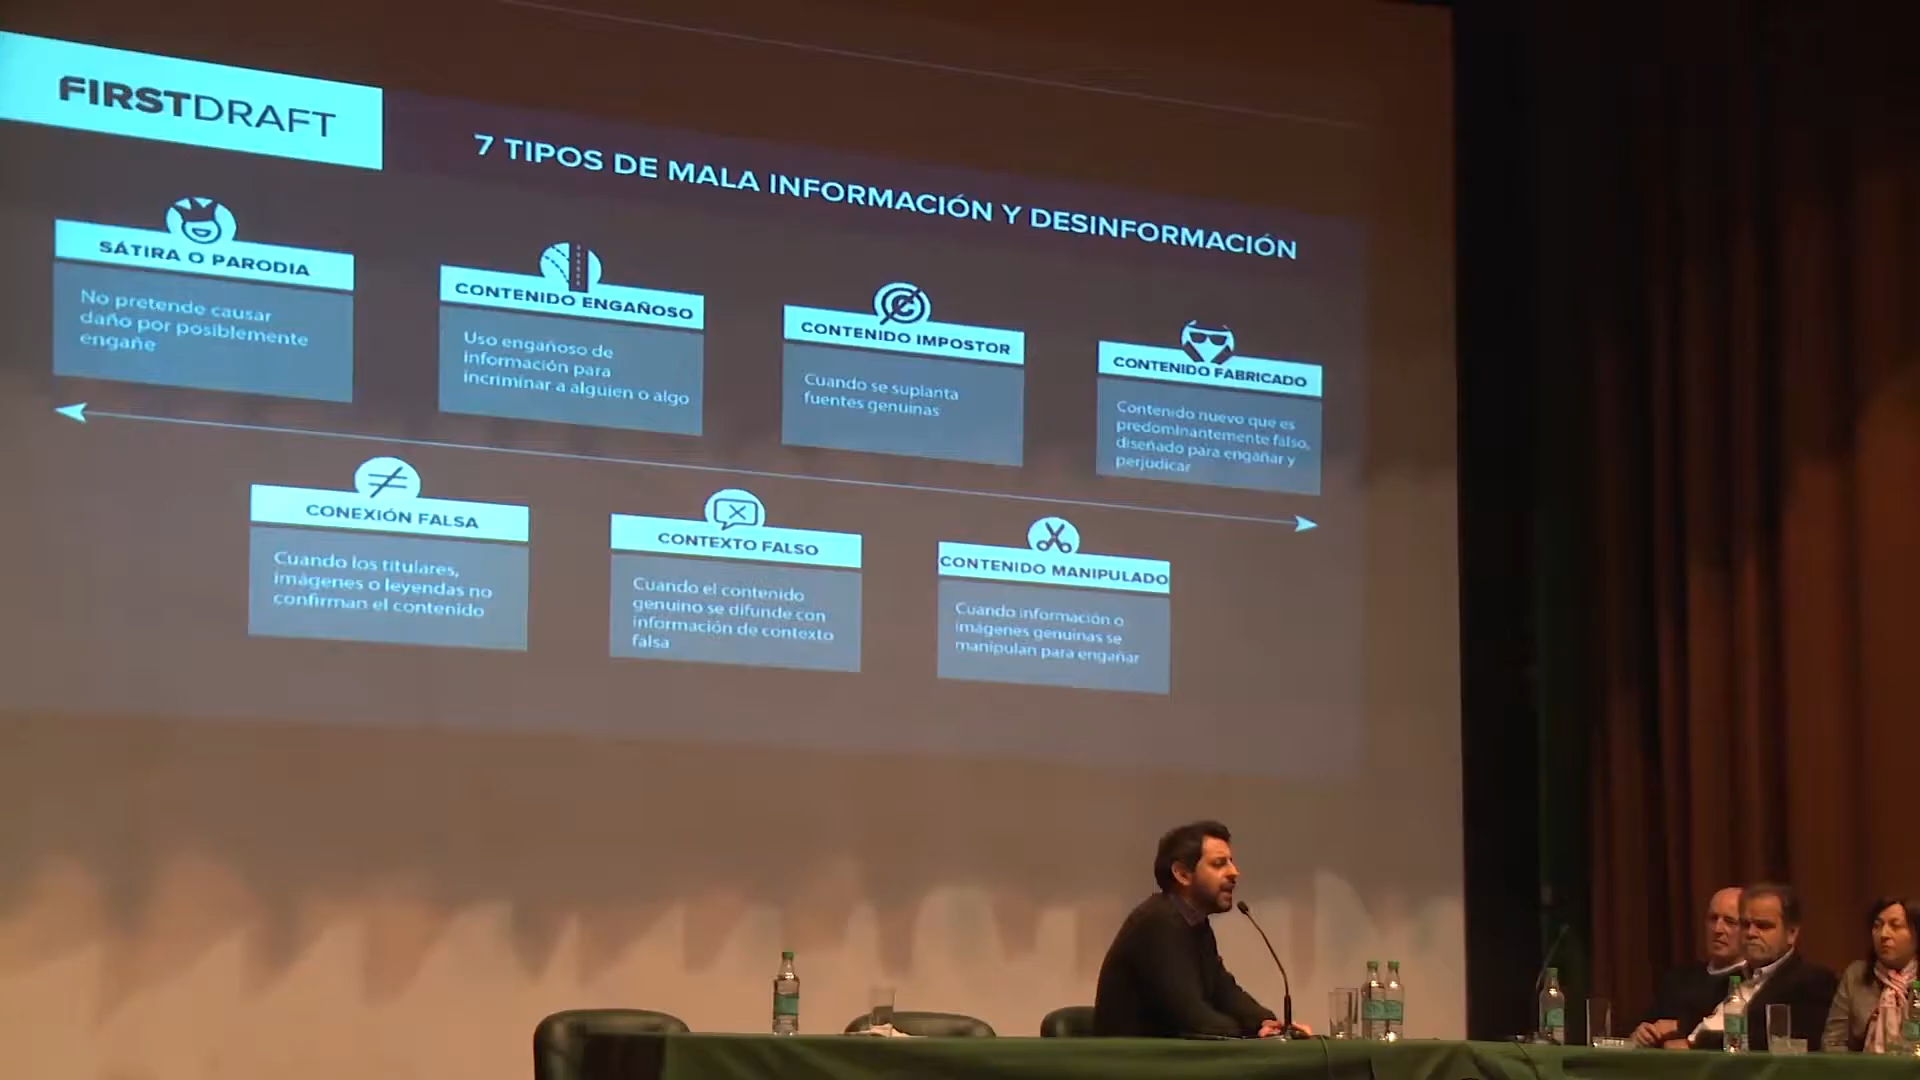 FIRSTDRAFT
7 TIPOS DE MALA INFORMACIÓN Y DESINFORMACIÓN
SÁTIRA O PARODIA
No pretende causar
daño por posiblemente
engañe
CONTENIDO ENGAÑOSO
Uso engañoso de
información para
incriminar a alguien o algo
CONTENIDO IMPOSTOR
Cuando se suplanta
fuentes genuinas
CONTENIDO FABRICADO
Contenido nuevo que es
predominantemente falso,
diseñado para engañar y
perjudicar
CONEXIÓN FALSA
Cuando los titulares,
imágenes o leyendas no
confirman el contenido
CONTEXTO FALSO
Cuando el contenido
genuino se difunde con
información de contexto
falsa
CONTENIDO MANIPULADO
Cuando información o
imágenes genuinas se
manipulan para engañar